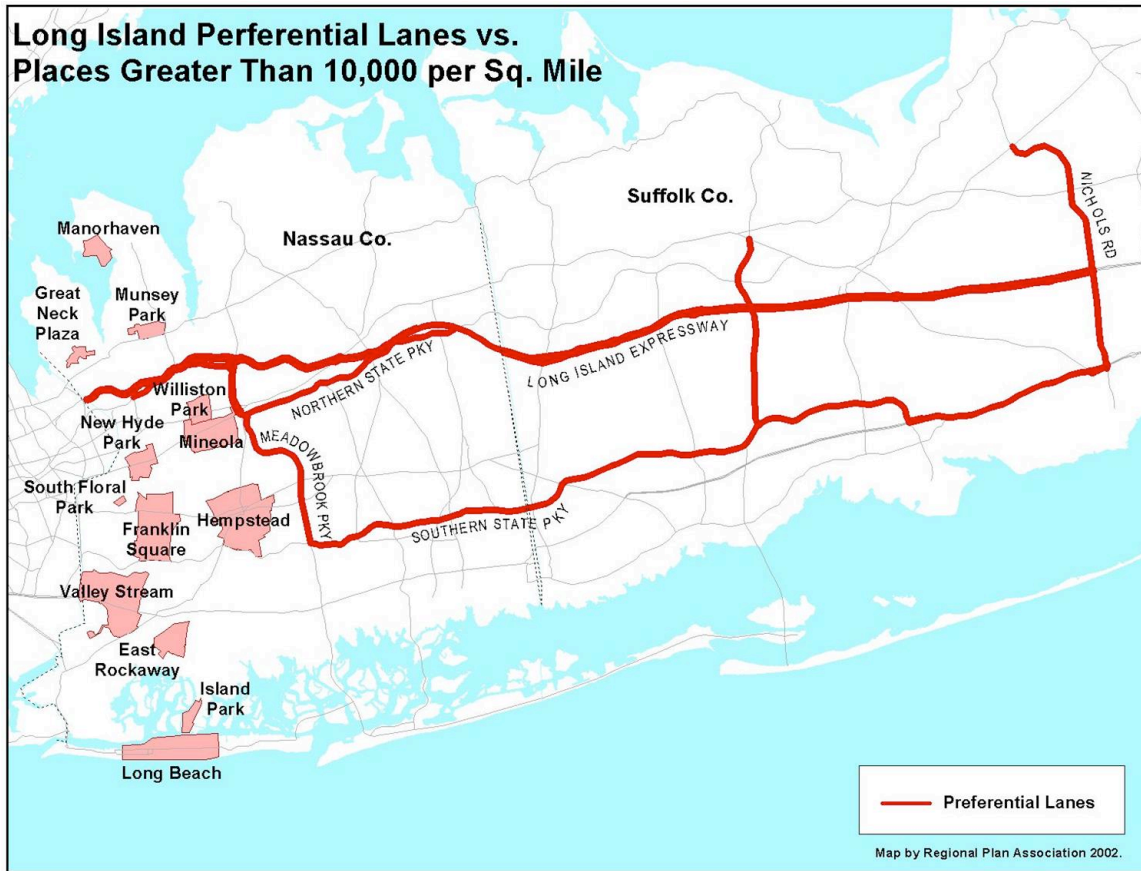 Long Island Perferential Lanes vs.
Places Greater Than 10,000 per Sq. Mile
Suffolk Co.
NICHOLS RD
Manorhaven
Nassau Co.
Great
Neck
Plaza
Munsey
Park
LONG ISLAND EXPRESSWAY
NORTHERN STATE PKY
Williston
Park
New Hyde
Park
Mineola
MEADOWBROOK PKY
South Floral
Park
Franklin
Square
Hempstead
SOUTHERN STATE PKY
Valley Stream
East
Rockaway
Island
Park
Long Beach
Preferential Lanes
Map by Regional Plan Association 2002.